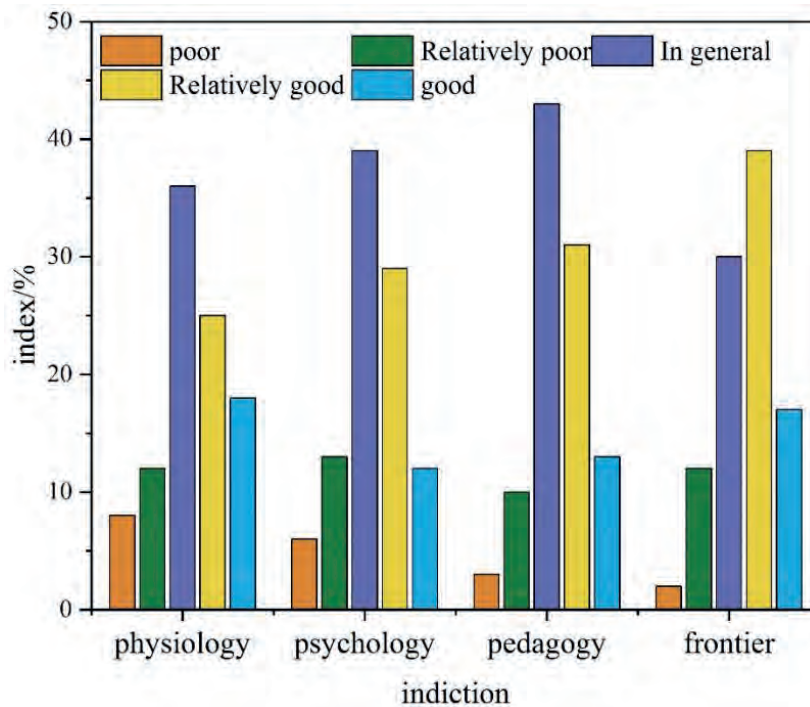 50
40
30
20
10
0
index/%
poor Relatively poor In general
Relatively good good
physiology psychology pedagogy frontier
indiction